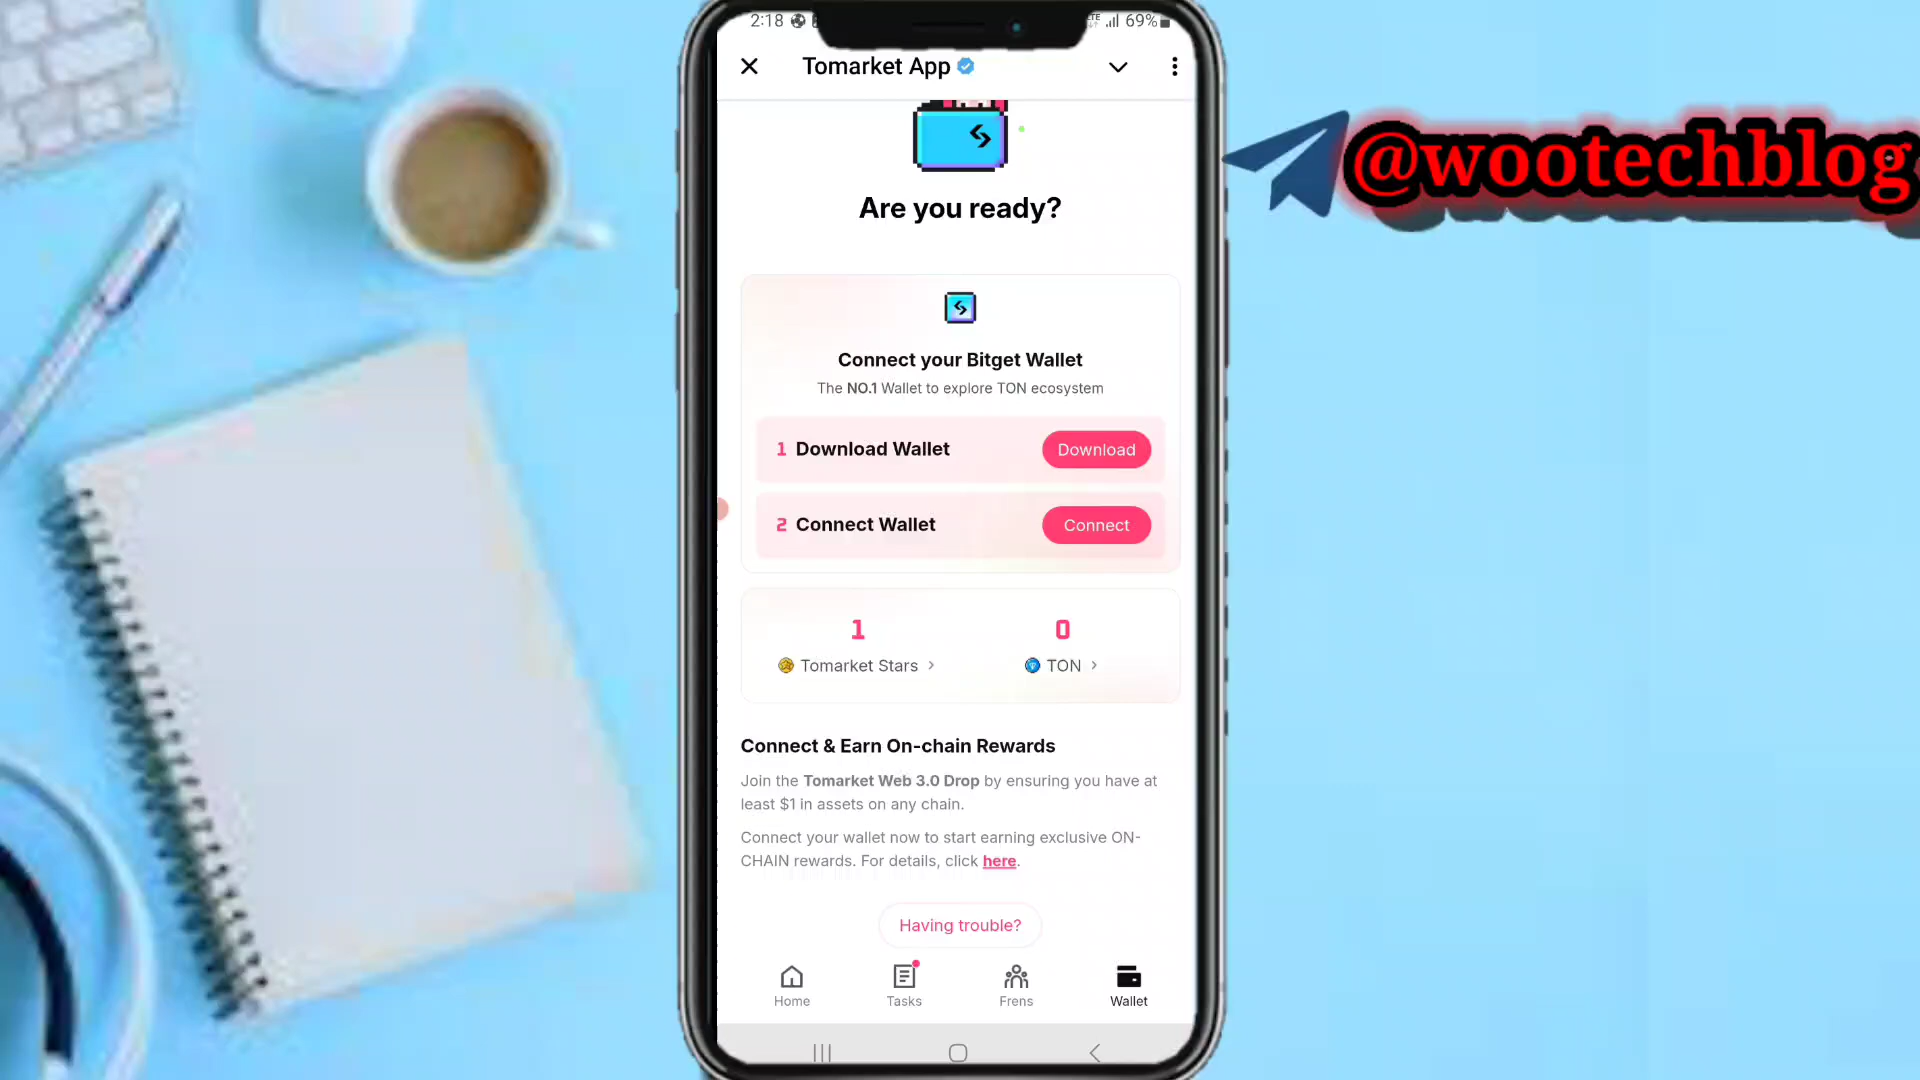 2:18
LTE
69%
Tomarket App
@wootechblog
Are you ready?
Connect your Bitget Wallet
The NO.1 Wallet to explore TON ecosystem
1 Download Wallet
Download
2 Connect Wallet
Connect
1
0
Tomarket Stars
TON
Connect & Earn On-chain Rewards
Join the Tomarket Web 3.0 Drop by ensuring you have at
least $1 in assets on any chain.
Connect your wallet now to start earning exclusive ON-
CHAIN rewards. For details, click here.
Having trouble?
Home
Tasks
Frens
Wallet